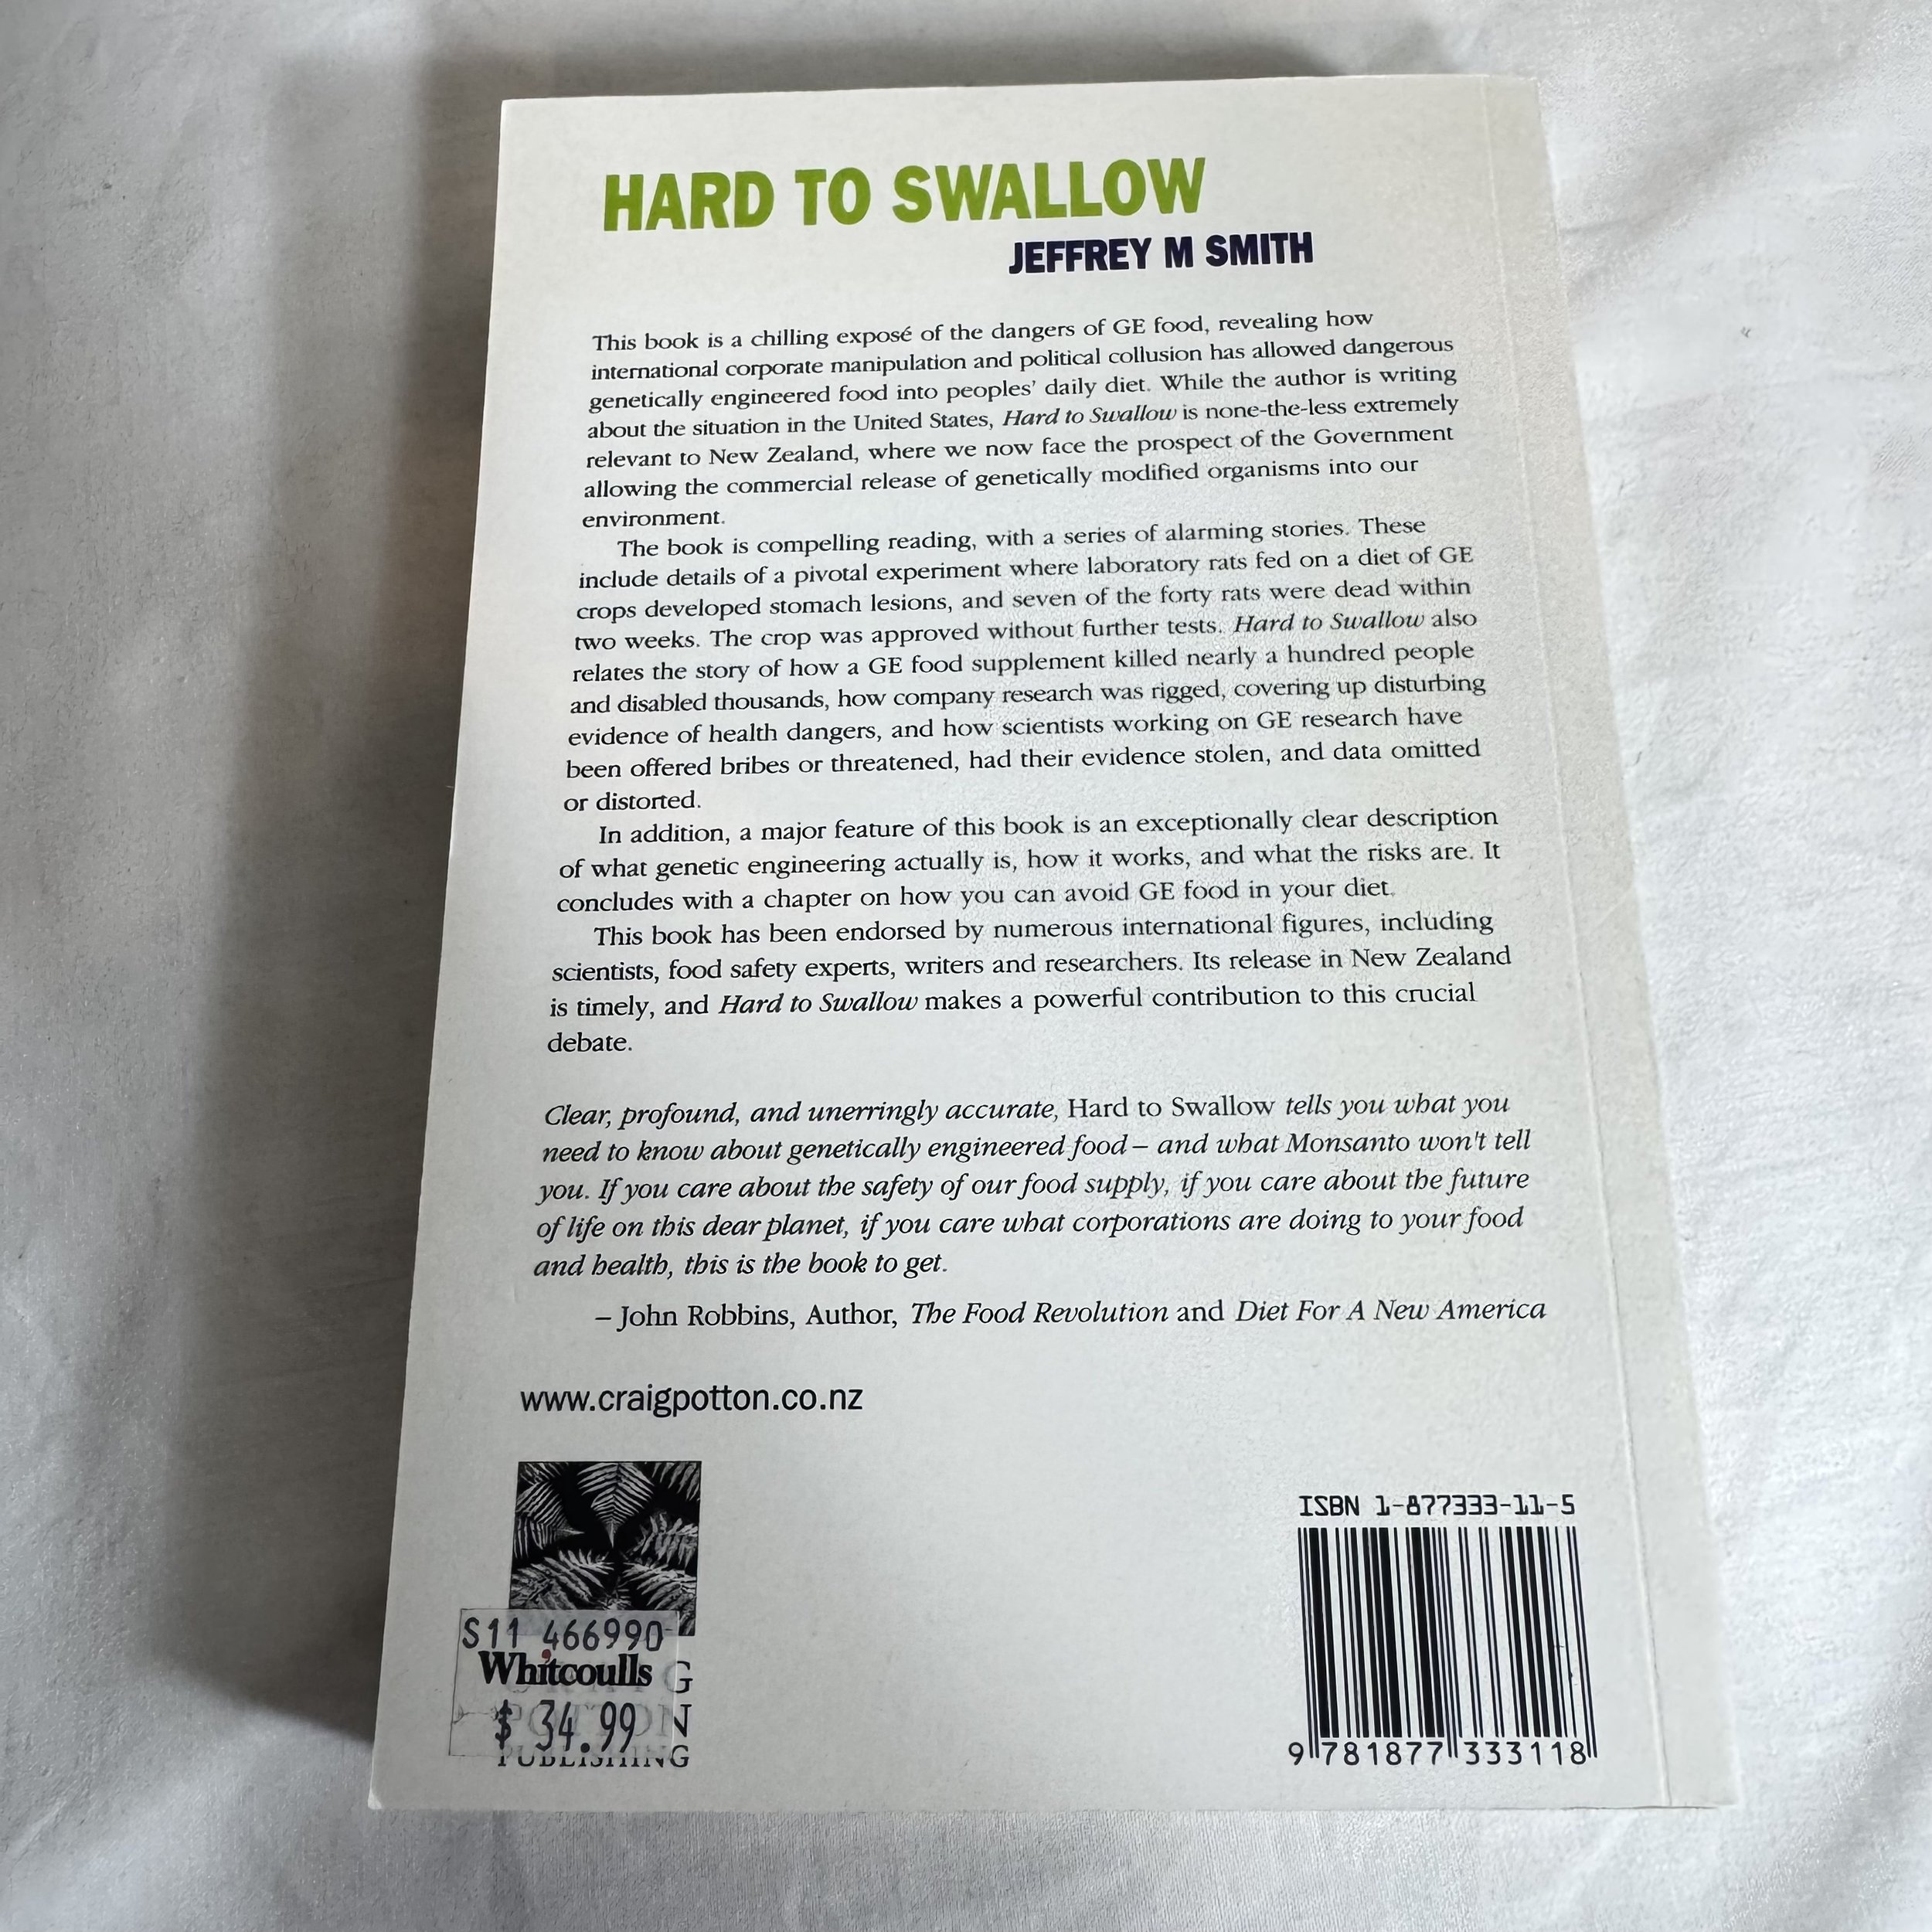 HARD TO SWALLOW
JEFFREY M SMITH
This book is a chilling exposé of the dangers of GE food, revealing how
international corporate manipulation and political collusion has allowed dangerous
genetically engineered food into peoples' daily diet. While the author is writing
about the situation in the United States, Hard to Swallow is none-the-less extremely
relevant to New Zealand, where we now face the prospect of the Government
allowing the commercial release of genetically modified organisms into our
environment.
The book is compelling reading, with a series of alarming stories. These
include details of a pivotal experiment where laboratory rats fed on a diet of GE
crops developed stomach lesions, and seven of the forty rats were dead within
two weeks. The crop was approved without further tests. Hard to Swallow also
relates the story of how a GE food supplement killed nearly a hundred people
and disabled thousands, how company research was rigged, covering up disturbing
evidence of health dangers, and how scientists working on GE research have
been offered bribes or threatened, had their evidence stolen, and data omitted
or distorted.
In addition, a major feature of this book is an exceptionally clear description
of what genetic engineering actually is, how it works, and what the risks are. It
concludes with a chapter on how you can avoid GE food in your diet.
This book has been endorsed by numerous international figures, including
scientists, food safety experts, writers and researchers. Its release in New Zealand
is timely, and Hard to Swallow makes a powerful contribution to this crucial
debate.
Clear, profound, and unerringly accurate, Hard to Swallow tells you what you
need to know about genetically engineered food – and what Monsanto won't tell
you. If you care about the safety of our food supply, if you care about the future
of life on this dear planet, if you care what corporations are doing to your food
and health, this is the book to get.
– John Robbins, Author, The Food Revolution and Diet For A New America
www.craigpotton.co.nz
S11 466990
Whitcoulls
$ 34.99
PUBLISHING
ISBN 1-877333-11-5
9 781877 333118